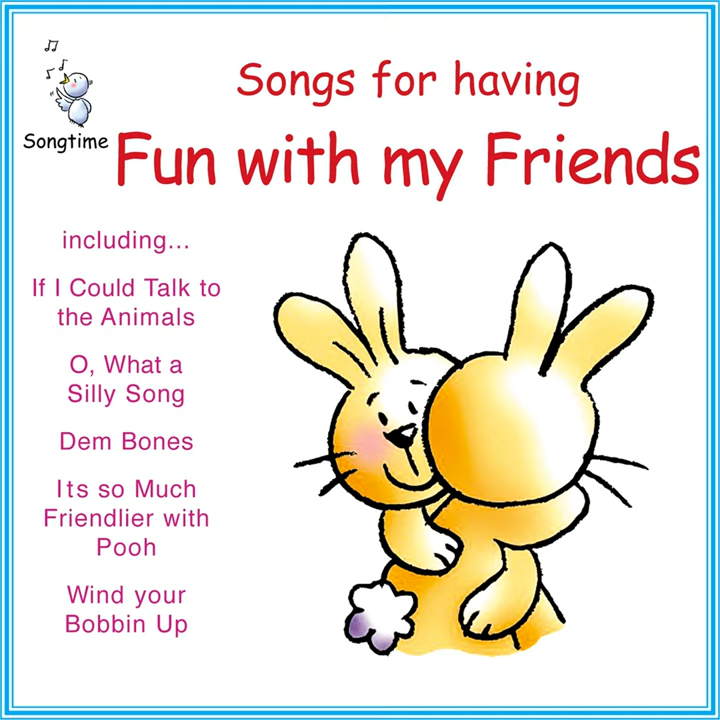 Songtime
Songs for having
Fun with my Friends
including...
If I Could Talk to
the Animals
O, What a
Silly Song
Dem Bones
Its so Much
Friendlier with
Pooh
Wind your
Bobbin Up